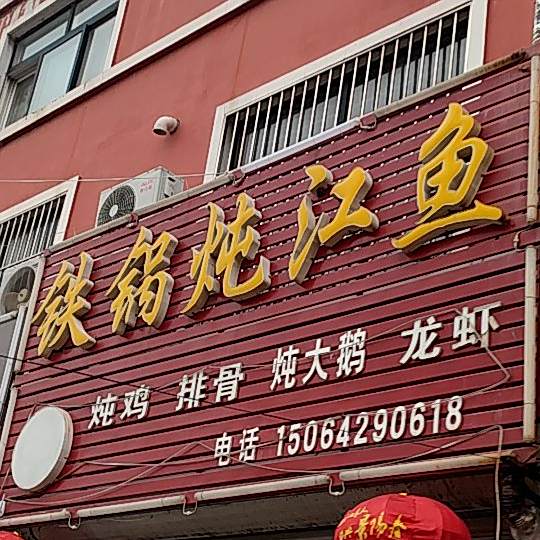 铁锅炖江鱼
炖鸡 排骨 炖大鹅 龙虾
电话 15064290618